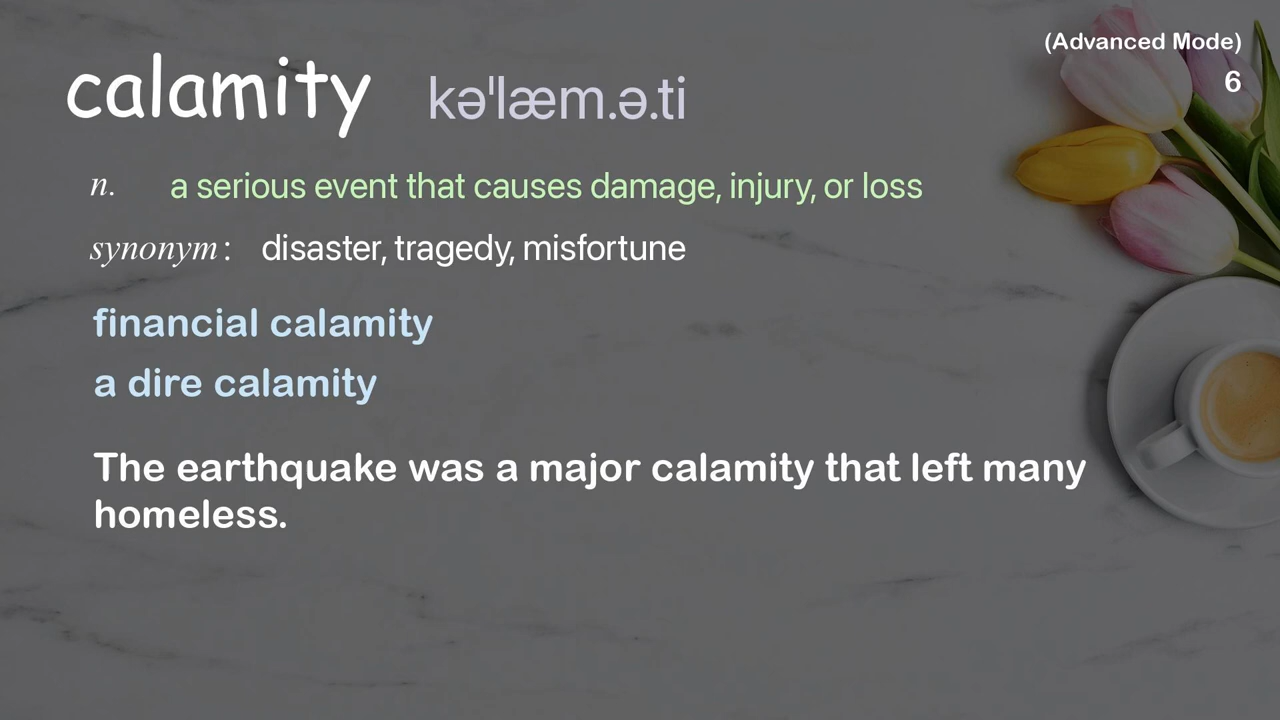 (Advanced Mode)
6
calamity kə'læm.ə.ti
n. a serious event that causes damage, injury, or loss
synonym: disaster, tragedy, misfortune
financial calamity
a dire calamity
The earthquake was a major calamity that left many
homeless.